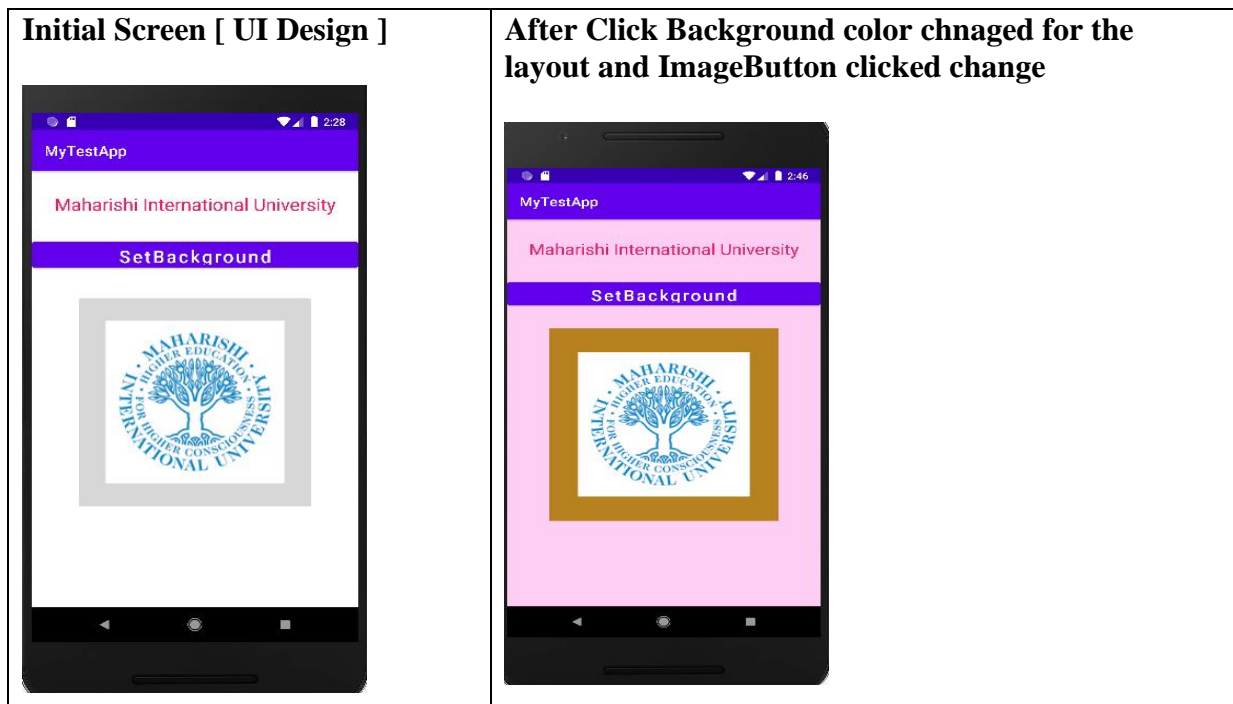 Initial Screen [ UI Design ]
After Click Background color chnaged for the
layout and ImageButton clicked change
2:28
MyTestApp
Maharishi International University
SetBackground
MAHARISHI INTERNATIONAL UNIVERSITY
HIGHER EDUCATION FOR HIGHER CONSCIOUSNESS
2:46
MyTestApp
Maharishi International University
SetBackground
MAHARISHI INTERNATIONAL UNIVERSITY
HIGHER EDUCATION FOR HIGHER CONSCIOUSNESS